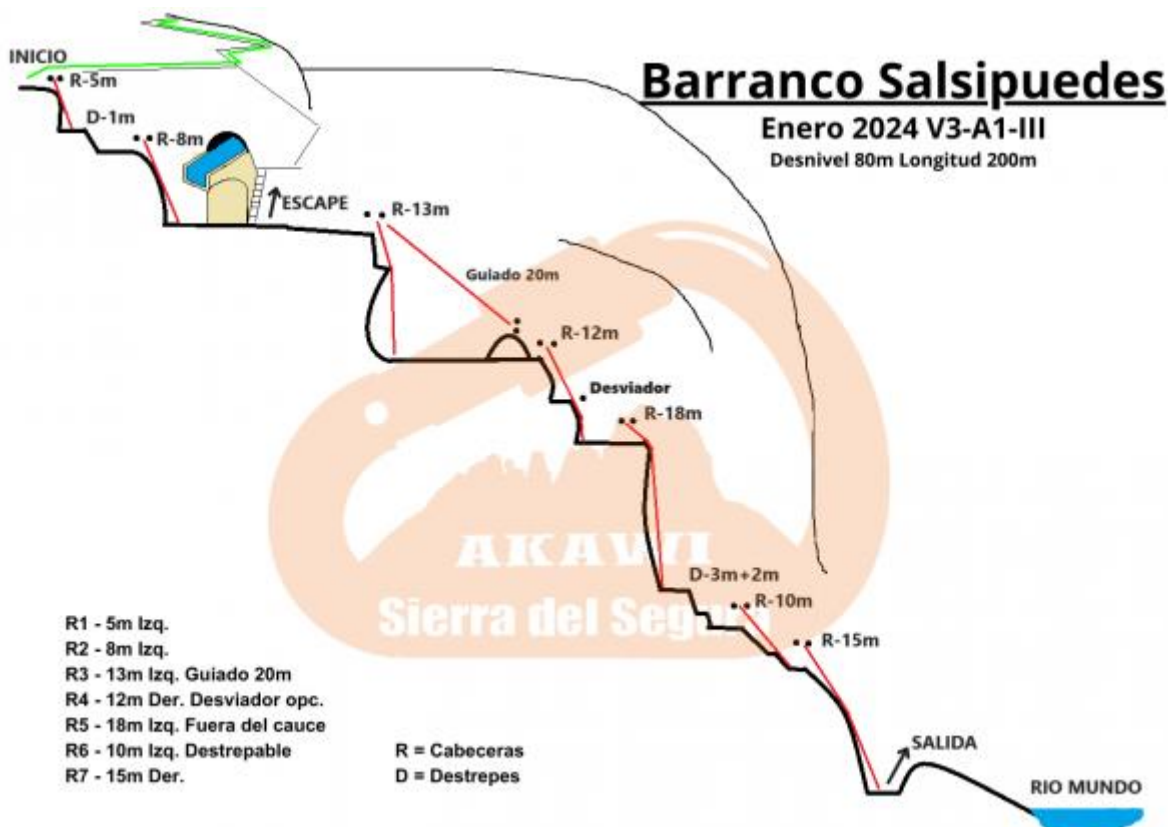 Barranco Salsipuedes
Enero 2024 V3-A1-III
Desnivel 80m Longitud 200m
INICIO
R-5m
D-1m
R-8m
ESCAPE
R-13m
Guiado 20m
R-12m
Desviador
R-18m
AKAWI
Sierra del Segura
D-3m+2m
R-10m
R-15m
SALIDA
RIO MUNDO
R1 - 5m Izq.
R2 - 8m Izq.
R3 - 13m Izq. Guiado 20m
R4 - 12m Der. Desviador opc.
R5 - 18m Izq. Fuera del cauce
R6 - 10m Izq. Destrepable
R7 - 15m Der.
R = Cabeceras
D = Destrepes